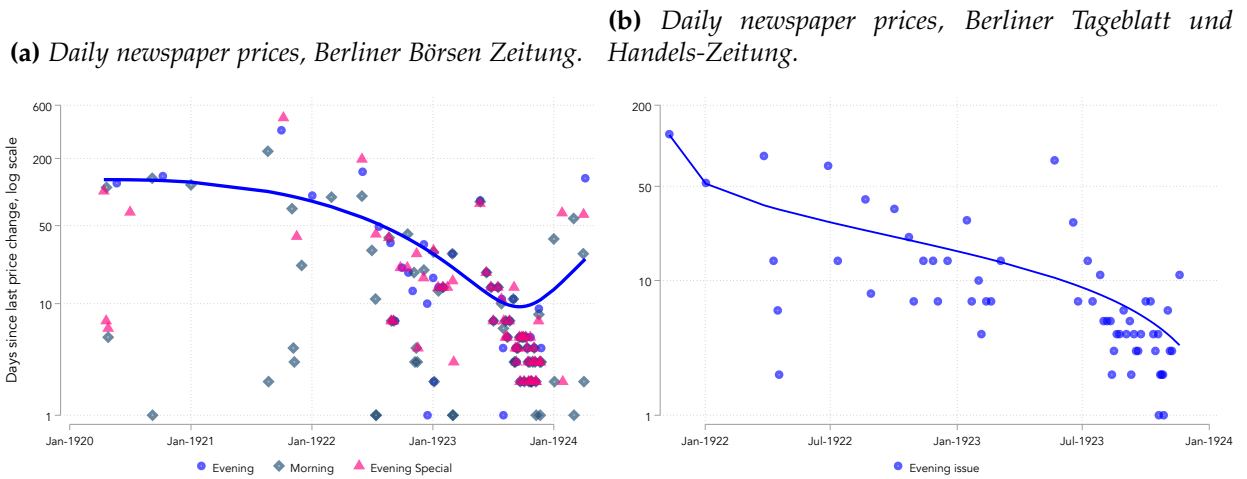 (a) Daily newspaper prices, Berliner Börsen Zeitung.
(b) Daily newspaper prices, Berliner Tageblatt und
Handels-Zeitung.
Days since last price change, log scale
600
200
50
10
1
Jan-1920
Jan-1921
Jan-1922
Jan-1923
Jan-1924
Evening
Morning
Evening Special
200
50
10
1
Jan-1922
Jul-1922
Jan-1923
Jul-1923
Jan-1924
Evening issue